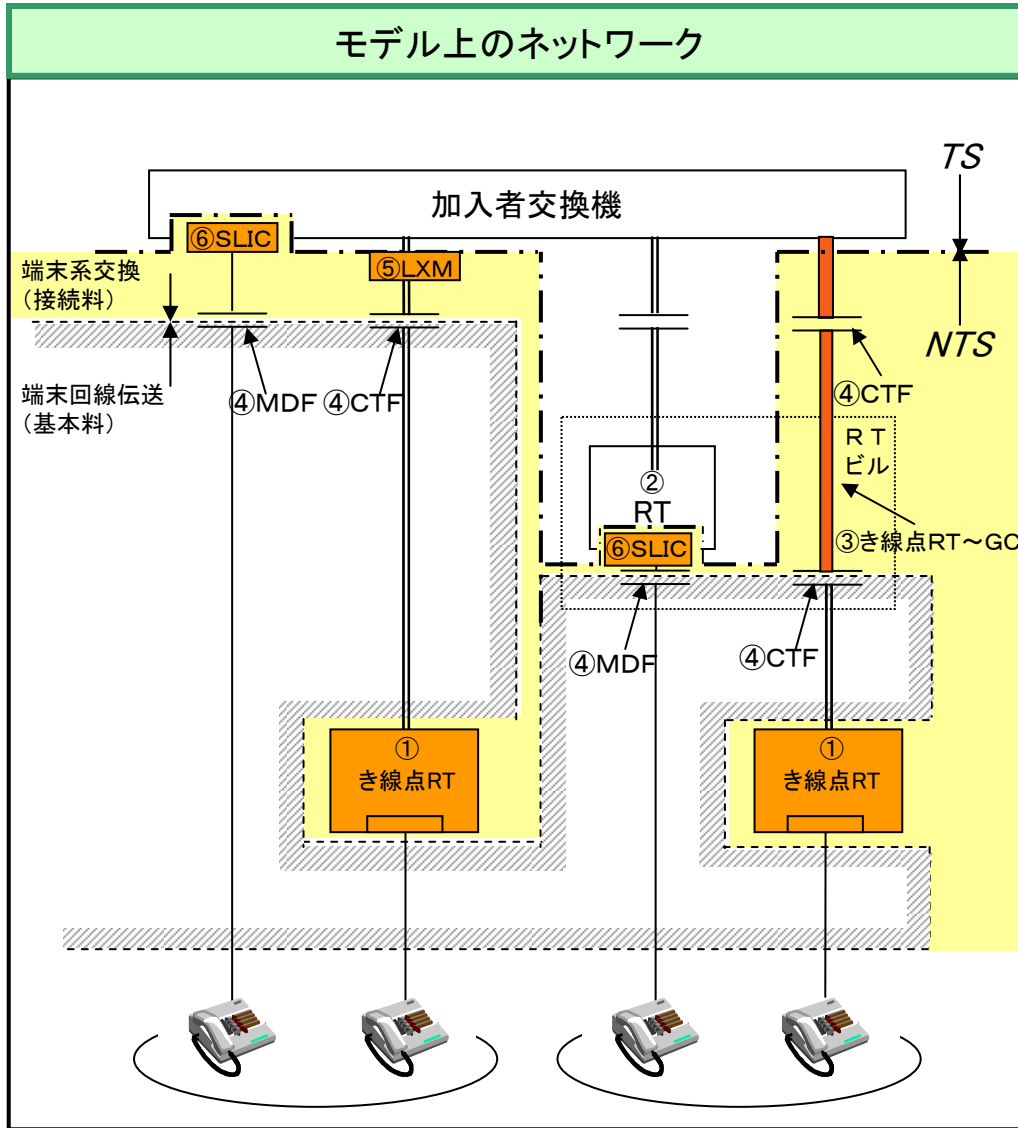 モデル上のネットワーク
TS
加入者交換機
⑥SLIC
⑤LXM
端末系交換
（接続料）
NTS
端末回線伝送
（基本料）
④MDF
④CTF
④CTF
ＲＴ
ビル
②
RT
⑥SLIC
③き線点RT～GC
④MDF
④CTF
①
き線点RT
①
き線点RT